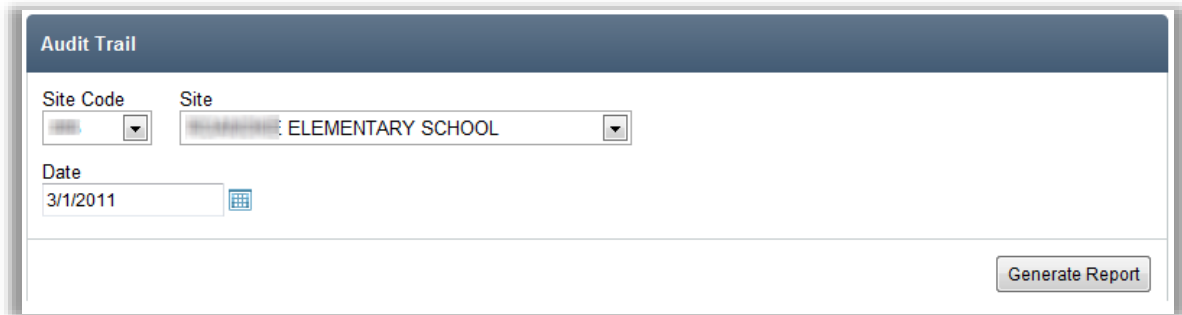 Audit Trail
Site Code Site
ELEMENTARY SCHOOL
Date
3/1/2011
Generate Report